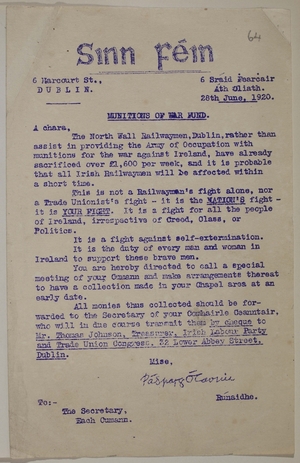 64
Sinn Féin
6 Harcourt St., 6 Sraid Fearcair
DUBLIN. Ath Cliath.
28th June, 1920.
MUNITIONS OF WAR FUND.
A chara,
The North Wall Railwaymen, Dublin, rather than
assist in providing the Army of Occupation with
munitions for the war against Ireland, have already
sacrificed over £1,600 per week, and it is probable
that all Irish Railwaymen will be affected within
a short time.
This is not a Railwayman's fight alone, nor
a Trade Unionist's fight - it is the NATION'S fight -
it is YOUR FIGHT. It is a fight for all the people
of Ireland, irrespective of Creed, Class, or
Politics.
It is a fight against self-extermination.
It is the duty of every man and woman in
Ireland to support these brave men.
You are hereby directed to call a special
meeting of your Cumann and make arrangements thereat
to have a collection made in your Chapel area at an
early date.
All monies thus collected should be for-
warded to the Secretary of your Comhairle Ceanntair,
who will in due course transmit them by cheque to
Mr. Thomas Johnson, Treasurer, Irish Labour Party
and Trade Union Congress, 32 Lower Abbey Street,
Dublin.
Mise,
Runaidhe.
To:-
The Secretary,
Each Cumann.